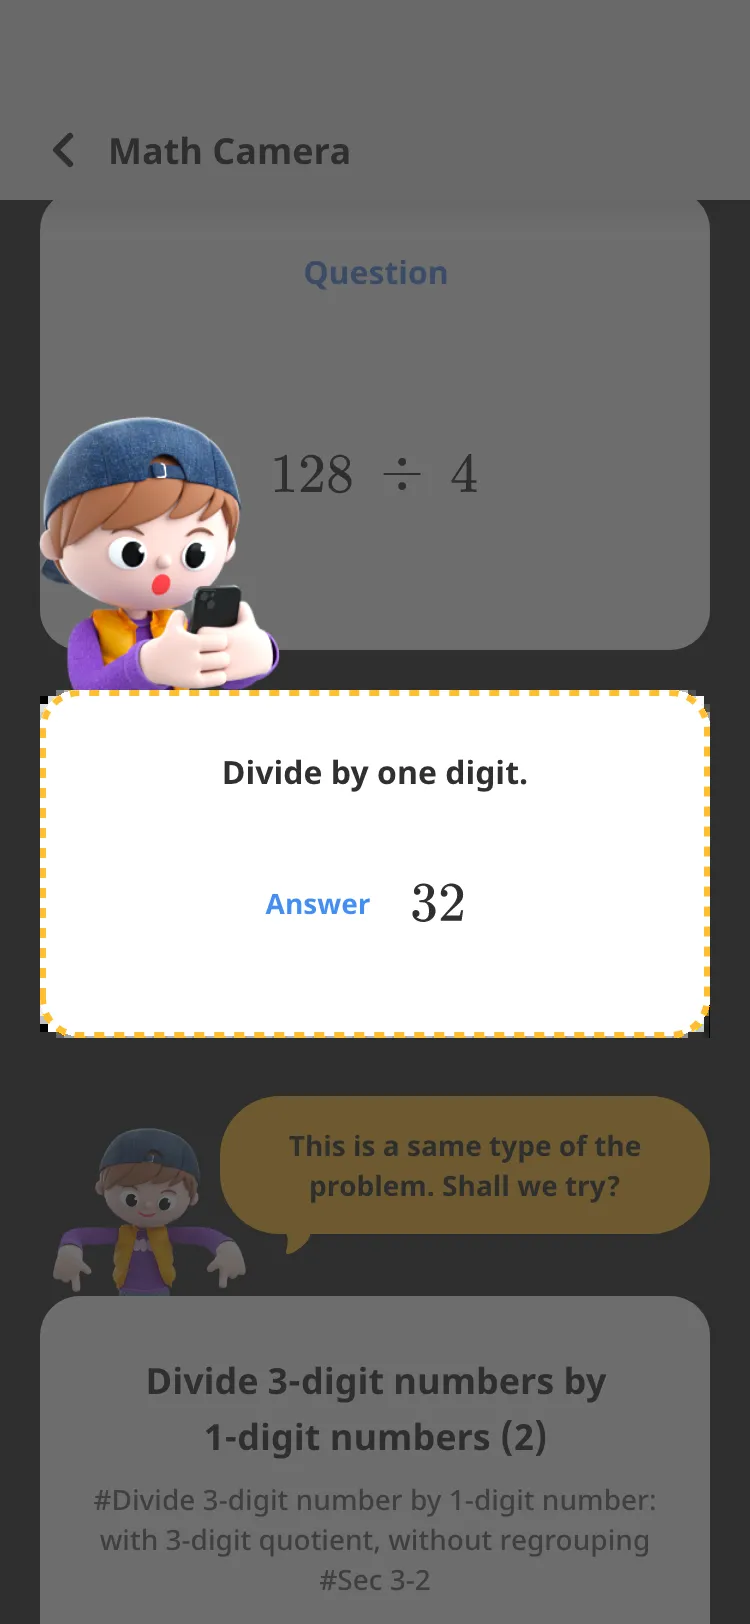 Math Camera
Question
128 ÷ 4
Divide by one digit.
Answer 32
This is a same type of the
problem. Shall we try?
Divide 3-digit numbers by
1-digit numbers (2)
#Divide 3-digit number by 1-digit number:
with 3-digit quotient, without regrouping
#Sec 3-2